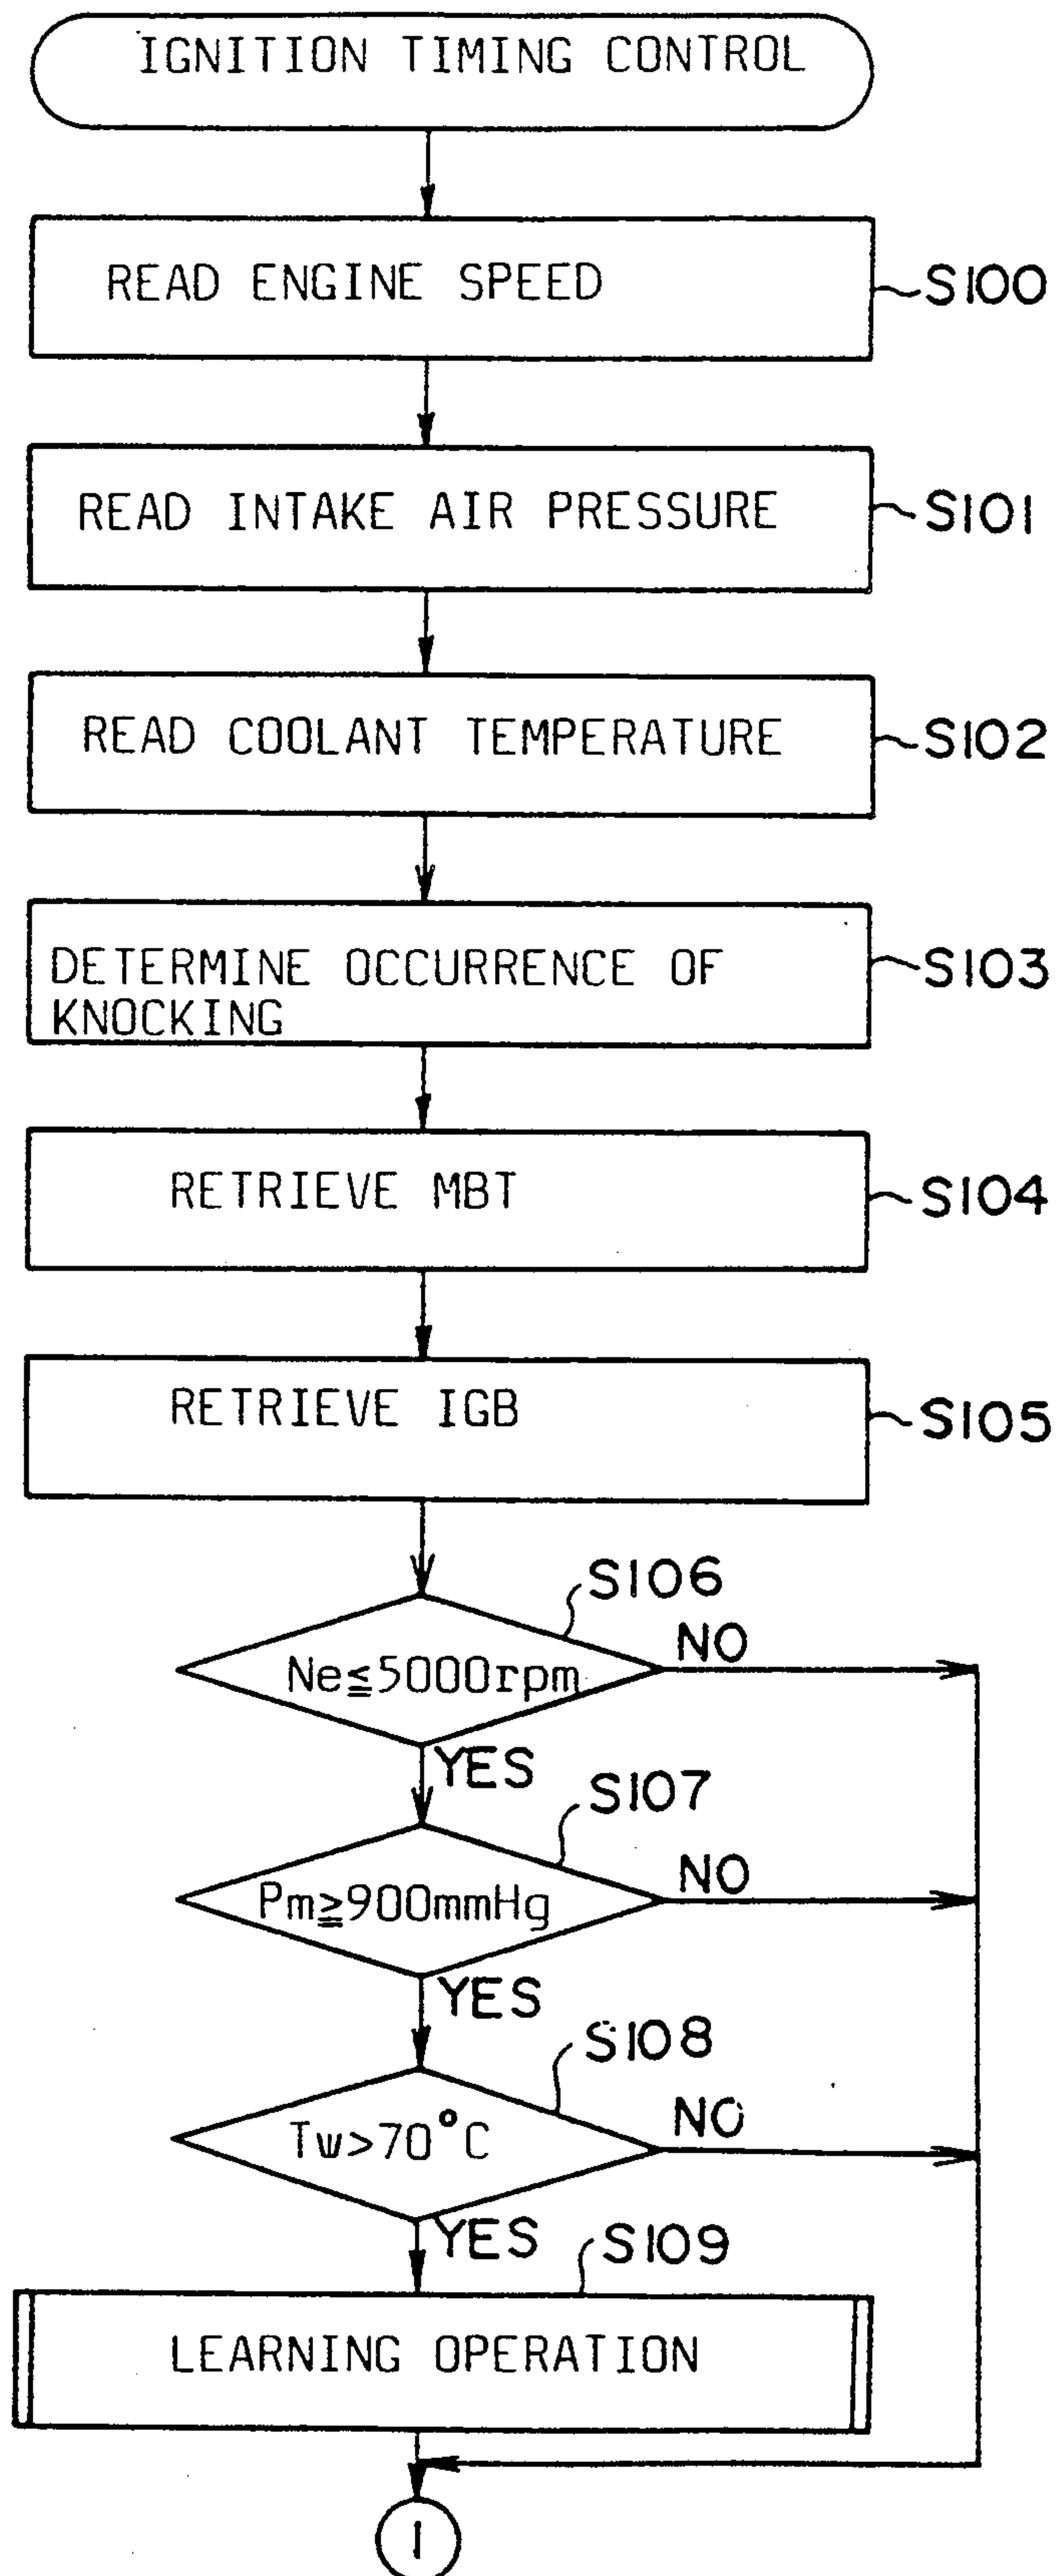 IGNITION TIMING CONTROL
READ ENGINE SPEED
S100
READ INTAKE AIR PRESSURE
S101
READ COOLANT TEMPERATURE
S102
DETERMINE OCCURRENCE OF
KNOCKING
S103
RETRIEVE MBT
S104
RETRIEVE IGB
S105
S106
Ne≦5000rpm
NO
YES
S107
Pm≧900mmHg
NO
YES
S108
Tw>70°C
NO
YES
S109
LEARNING OPERATION
1